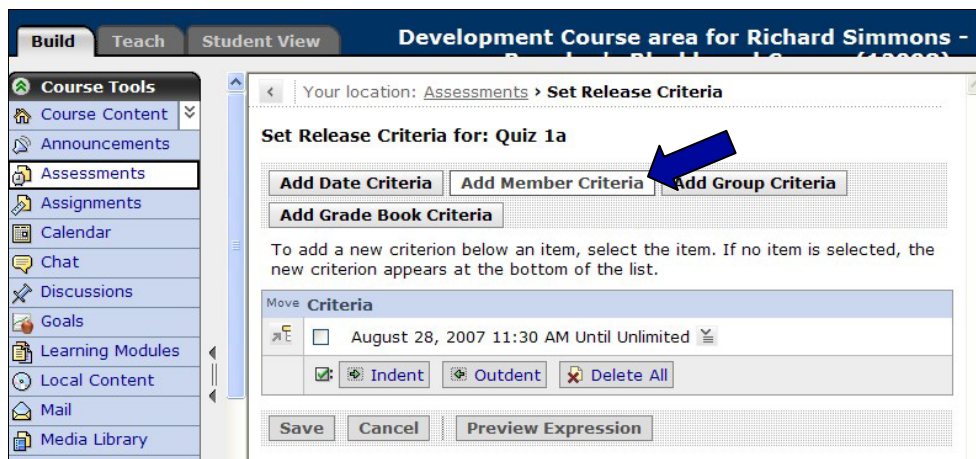 Build Teach Student View Development Course area for Richard Simmons -
Course Tools
Course Content
Announcements
Assessments
Assignments
Calendar
Chat
Discussions
Goals
Learning Modules
Local Content
Mail
Media Library
Your location: Assessments › Set Release Criteria
Set Release Criteria for: Quiz 1a
Add Date Criteria Add Member Criteria Add Group Criteria
Add Grade Book Criteria
To add a new criterion below an item, select the item. If no item is selected, the
new criterion appears at the bottom of the list.
Move Criteria
August 28, 2007 11:30 AM Until Unlimited
Indent Outdent Delete All
Save Cancel Preview Expression